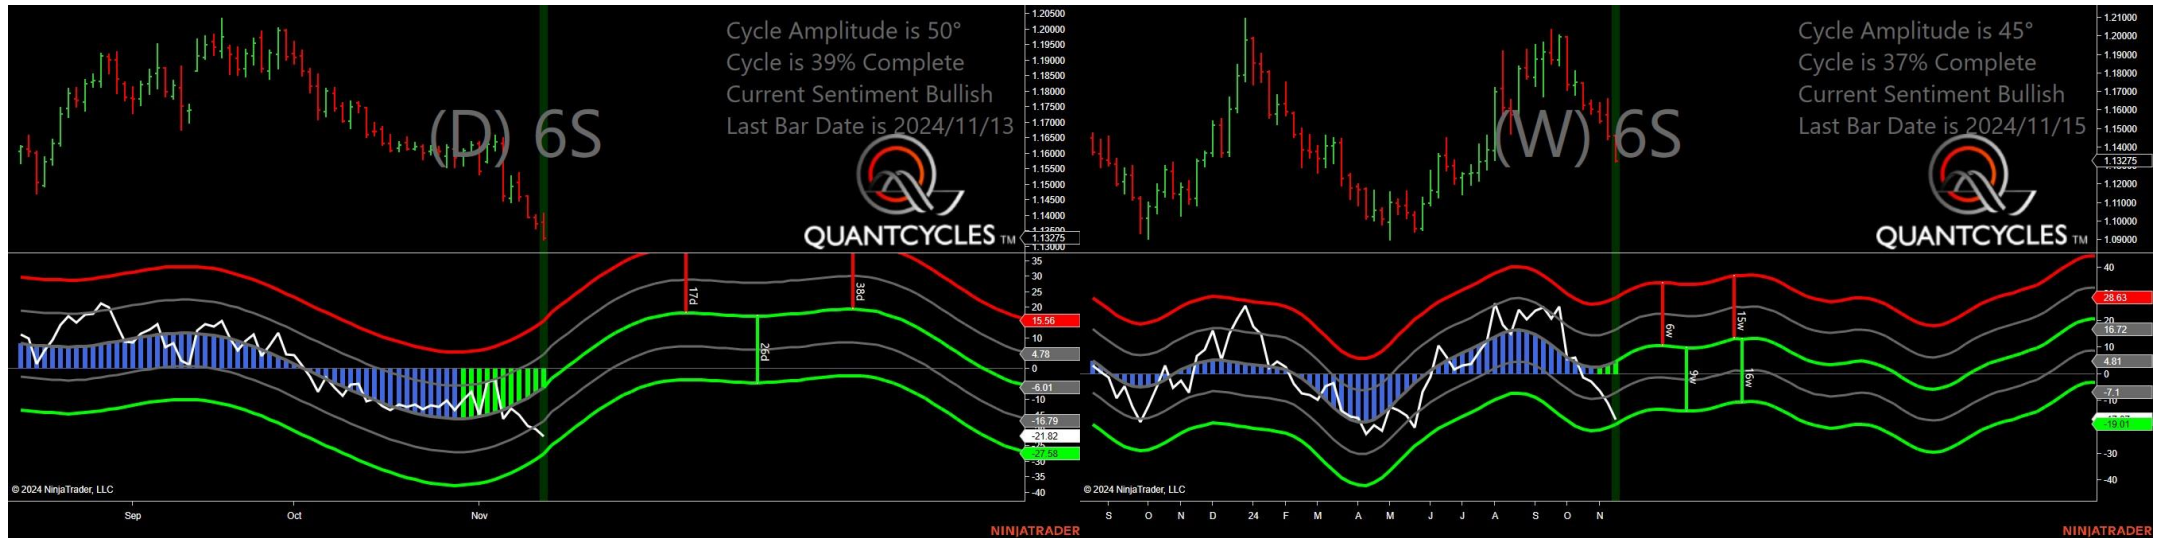 Cycle Amplitude is 50°
Cycle is 39% Complete
Current Sentiment Bullish
Last Bar Date is 2024/11/13
(D) 6S
QUANTCYCLES TM
1.20500
1.20000
1.19500
1.19000
1.18500
1.18000
1.17500
1.17000
1.16500
1.16000
1.15500
1.15000
1.14500
1.14000
1.13275
1.13000
17d
38d
26d
35
30
25
20
15.56
10
4.78
0
-6.01
-10
-16.79
-21.82
-27.58
-30
-35
-40
© 2024 NinjaTrader, LLC
Sep
Oct
Nov
NINJATRADER
Cycle Amplitude is 45°
Cycle is 37% Complete
Current Sentiment Bullish
Last Bar Date is 2024/11/15
(W) 6S
QUANTCYCLES TM
1.21000
1.20000
1.19000
1.18000
1.17000
1.16000
1.15000
1.14000
1.13275
1.12000
1.11000
1.10000
1.09000
6w
15w
9w
16w
40
28.63
20
16.72
10
4.81
0
-7.1
-10
-19.01
-30
-40
© 2024 NinjaTrader, LLC
S
O
N
D
24
F
M
A
M
J
J
A
S
O
N
NINJATRADER